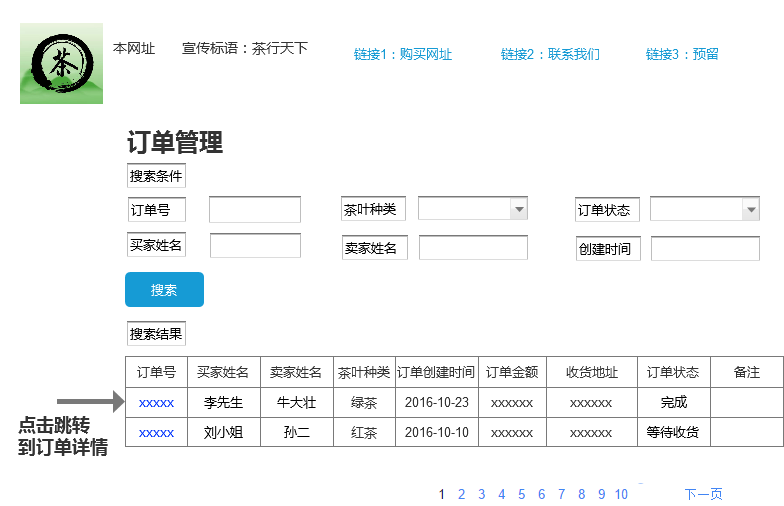 茶
本网址 宣传标语：茶行天下 链接1：购买网址 链接2：联系我们 链接3：预留
订单管理
搜索条件
订单号 茶叶种类 订单状态
买家姓名 卖家姓名 创建时间
搜索
搜索结果
订单号 买家姓名 卖家姓名 茶叶种类 订单创建时间 订单金额 收货地址 订单状态 备注
xxxxx 李先生 牛大壮 绿茶 2016-10-23 xxxxxx xxxxxx 完成
xxxxx 刘小姐 孙二 红茶 2016-10-10 xxxxxx xxxxxx 等待收货
点击跳转
到订单详情
1 2 3 4 5 6 7 8 9 10 下一页